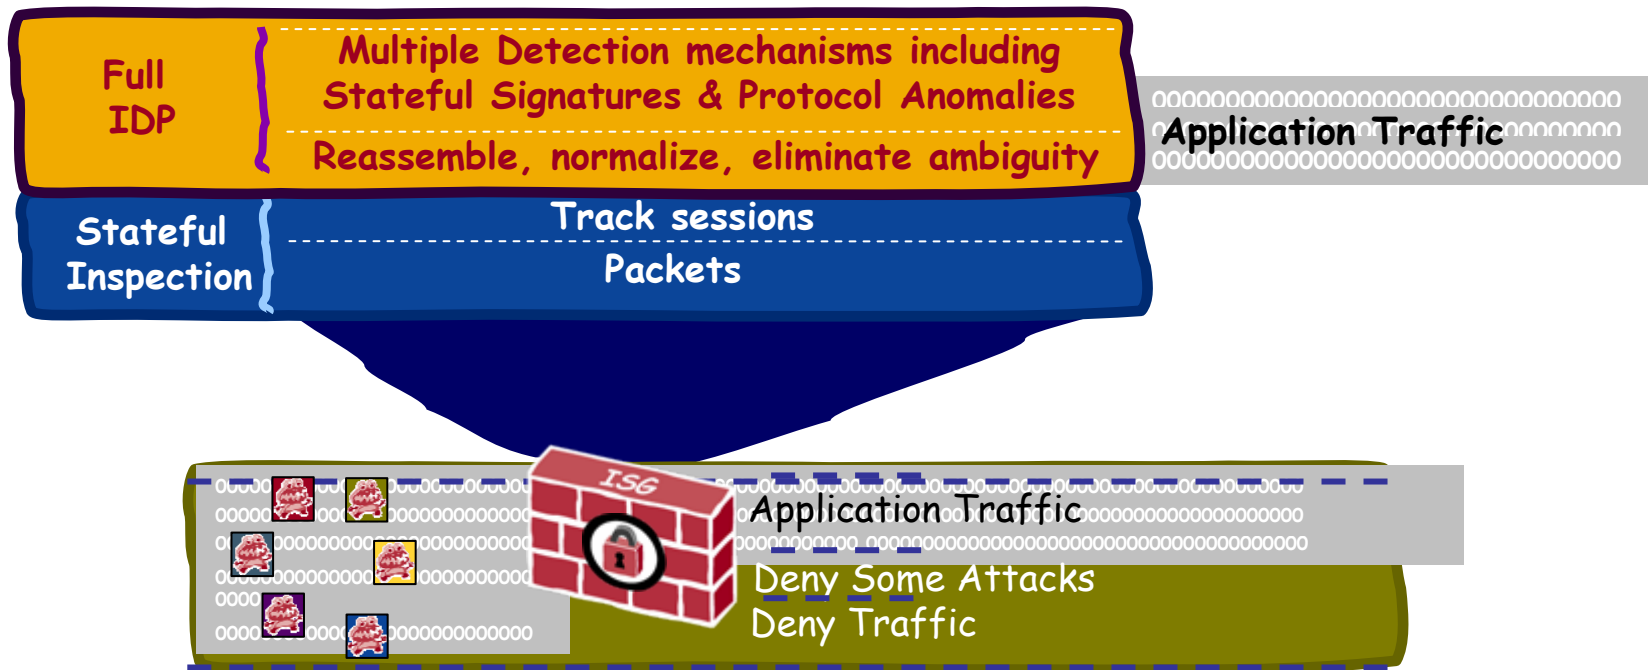 Full
IDP
Multiple Detection mechanisms including
Stateful Signatures & Protocol Anomalies
Reassemble, normalize, eliminate ambiguity
Application Traffic
Stateful
Inspection
Track sessions
Packets
ISG
Application Traffic
Deny Some Attacks
Deny Traffic